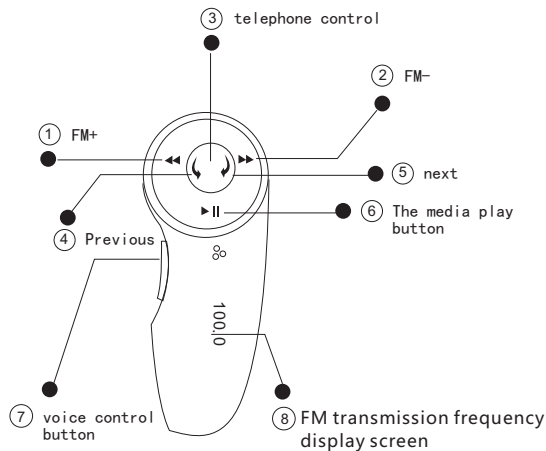 ③ telephone control
② FM-
① FM+
⑤ next
⑥ The media play
button
④ Previous
100.0
⑦ voice control
button
⑧ FM transmission frequency
display screen